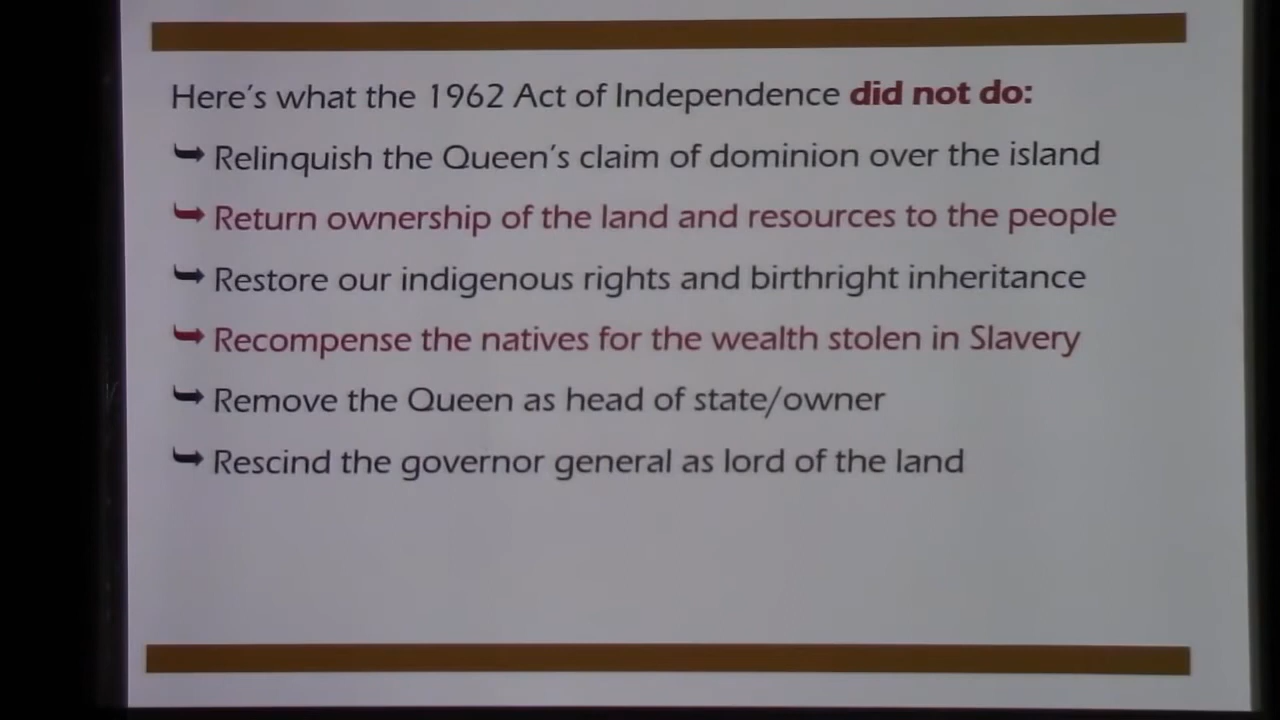 Here's what the 1962 Act of Independence did not do:
➥ Relinquish the Queen's claim of dominion over the island
➥ Return ownership of the land and resources to the people
➥ Restore our indigenous rights and birthright inheritance
➥ Recompense the natives for the wealth stolen in Slavery
➥ Remove the Queen as head of state/owner
➥ Rescind the governor general as lord of the land